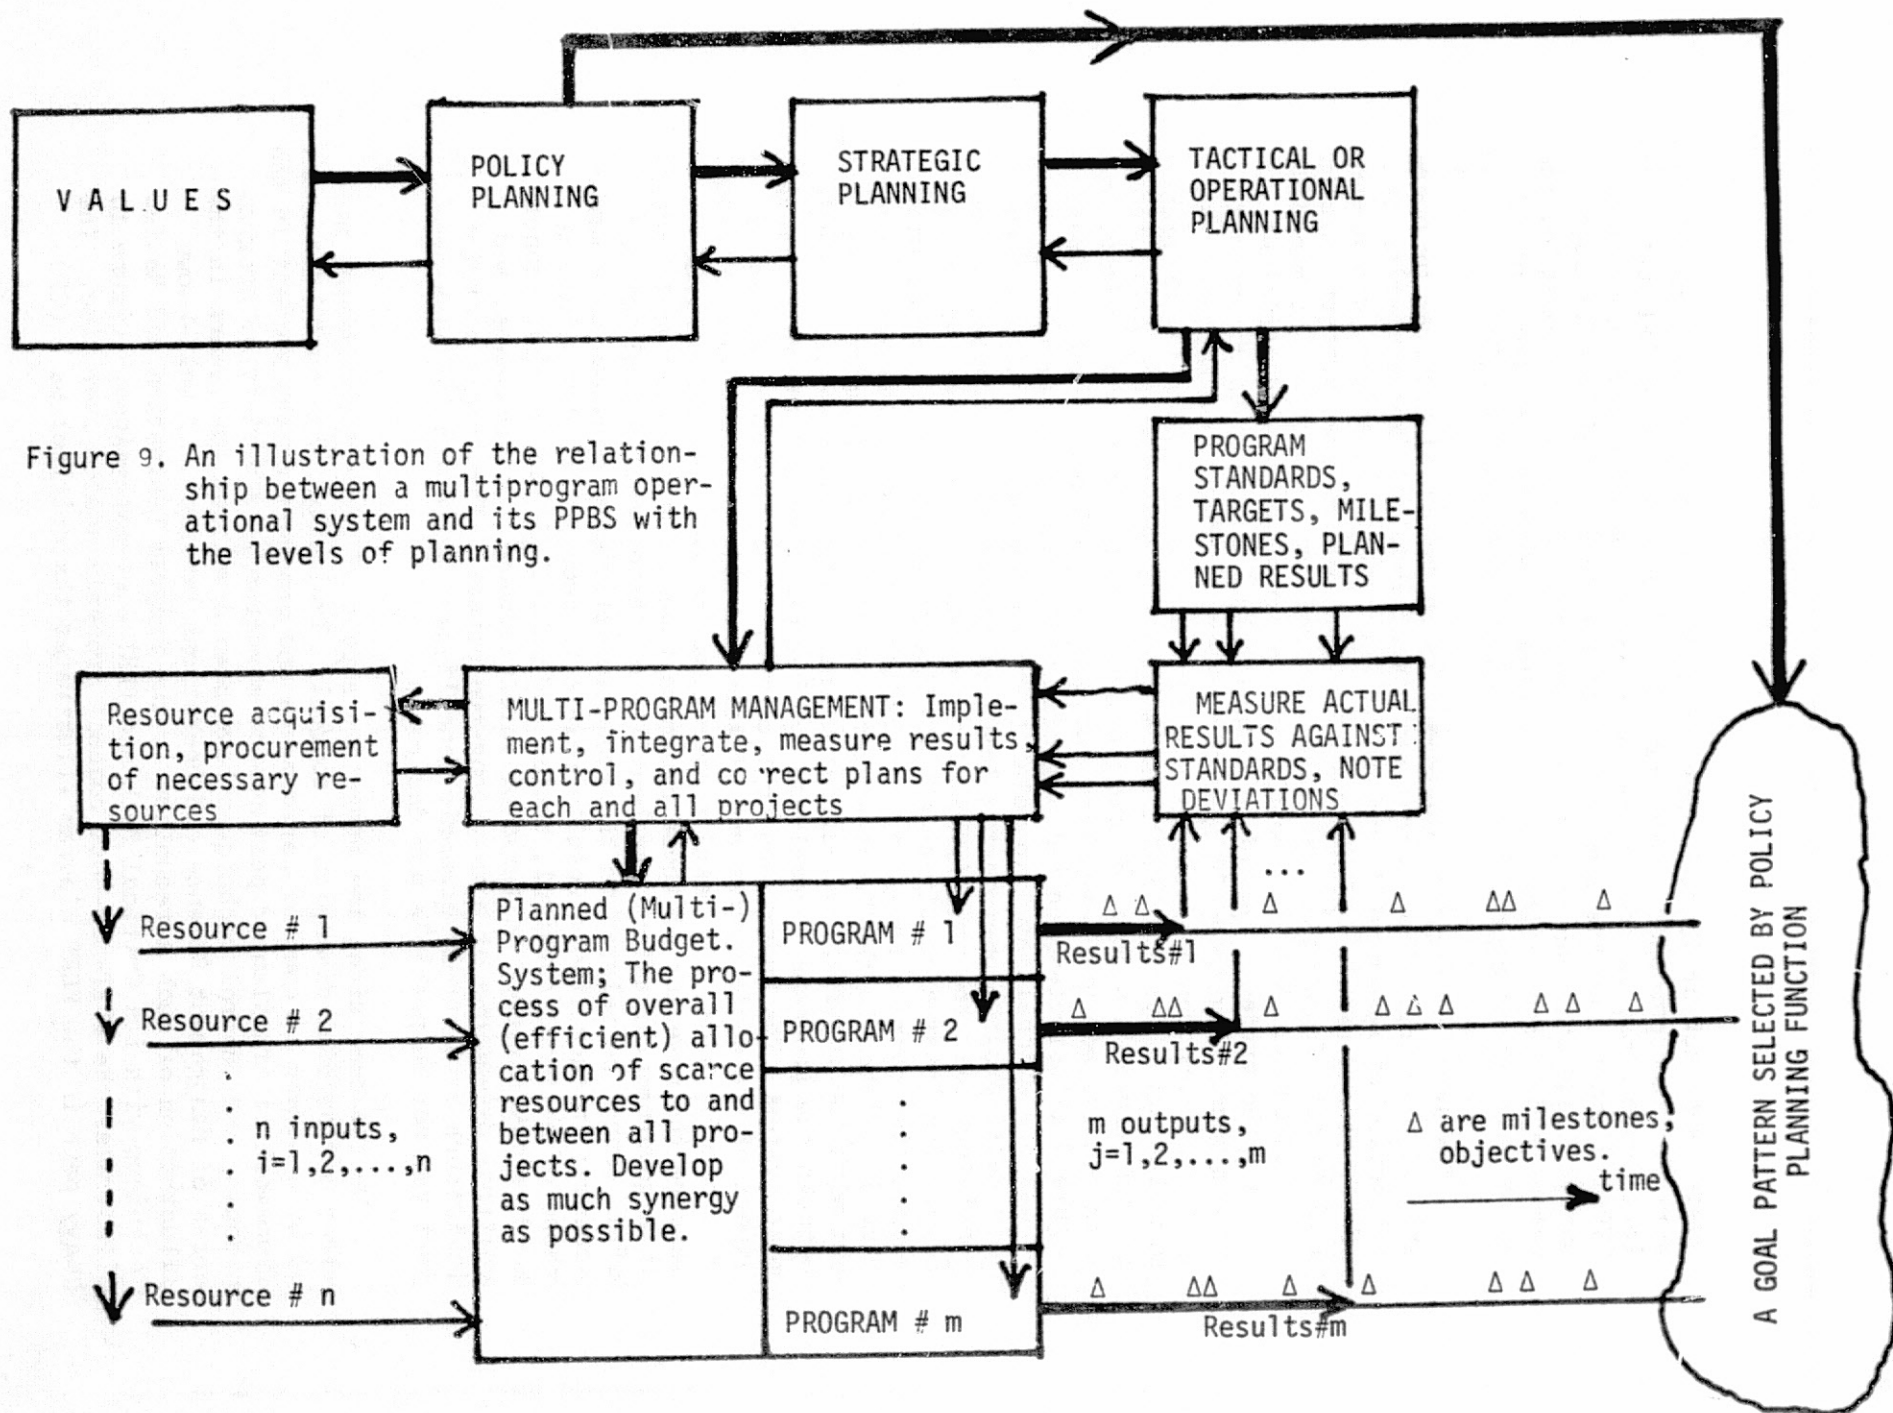 V A L U E S
POLICY
PLANNING
STRATEGIC
PLANNING
TACTICAL OR
OPERATIONAL
PLANNING
Figure 9. An illustration of the relation-
ship between a multiprogram oper-
ational system and its PPBS with
the levels of planning.
PROGRAM
STANDARDS,
TARGETS, MILE-
STONES, PLAN-
NED RESULTS
Resource acquisi-
tion, procurement
of necessary re-
sources
MULTI-PROGRAM MANAGEMENT: Imple-
ment, integrate, measure results,
control, and correct plans for
each and all projects
MEASURE ACTUAL
RESULTS AGAINST
STANDARDS, NOTE
DEVIATIONS
...
Resource # 1
Resource # 2
n inputs,
i=1,2,...,n
Resource # n
Planned (Multi-)
Program Budget.
System; The pro-
cess of overall
(efficient) allo-
cation of scarce
resources to and
between all pro-
jects. Develop
as much synergy
as possible.
PROGRAM # 1
PROGRAM # 2
PROGRAM # m
Δ Δ Δ Δ ΔΔ Δ
Results#1
Δ ΔΔ Δ Δ Δ Δ Δ Δ Δ
Results#2
m outputs,
j=1,2,...,m
Δ are milestones,
objectives.
time
Δ ΔΔ Δ Δ Δ Δ Δ
Results#m
A GOAL PATTERN SELECTED BY POLICY
PLANNING FUNCTION